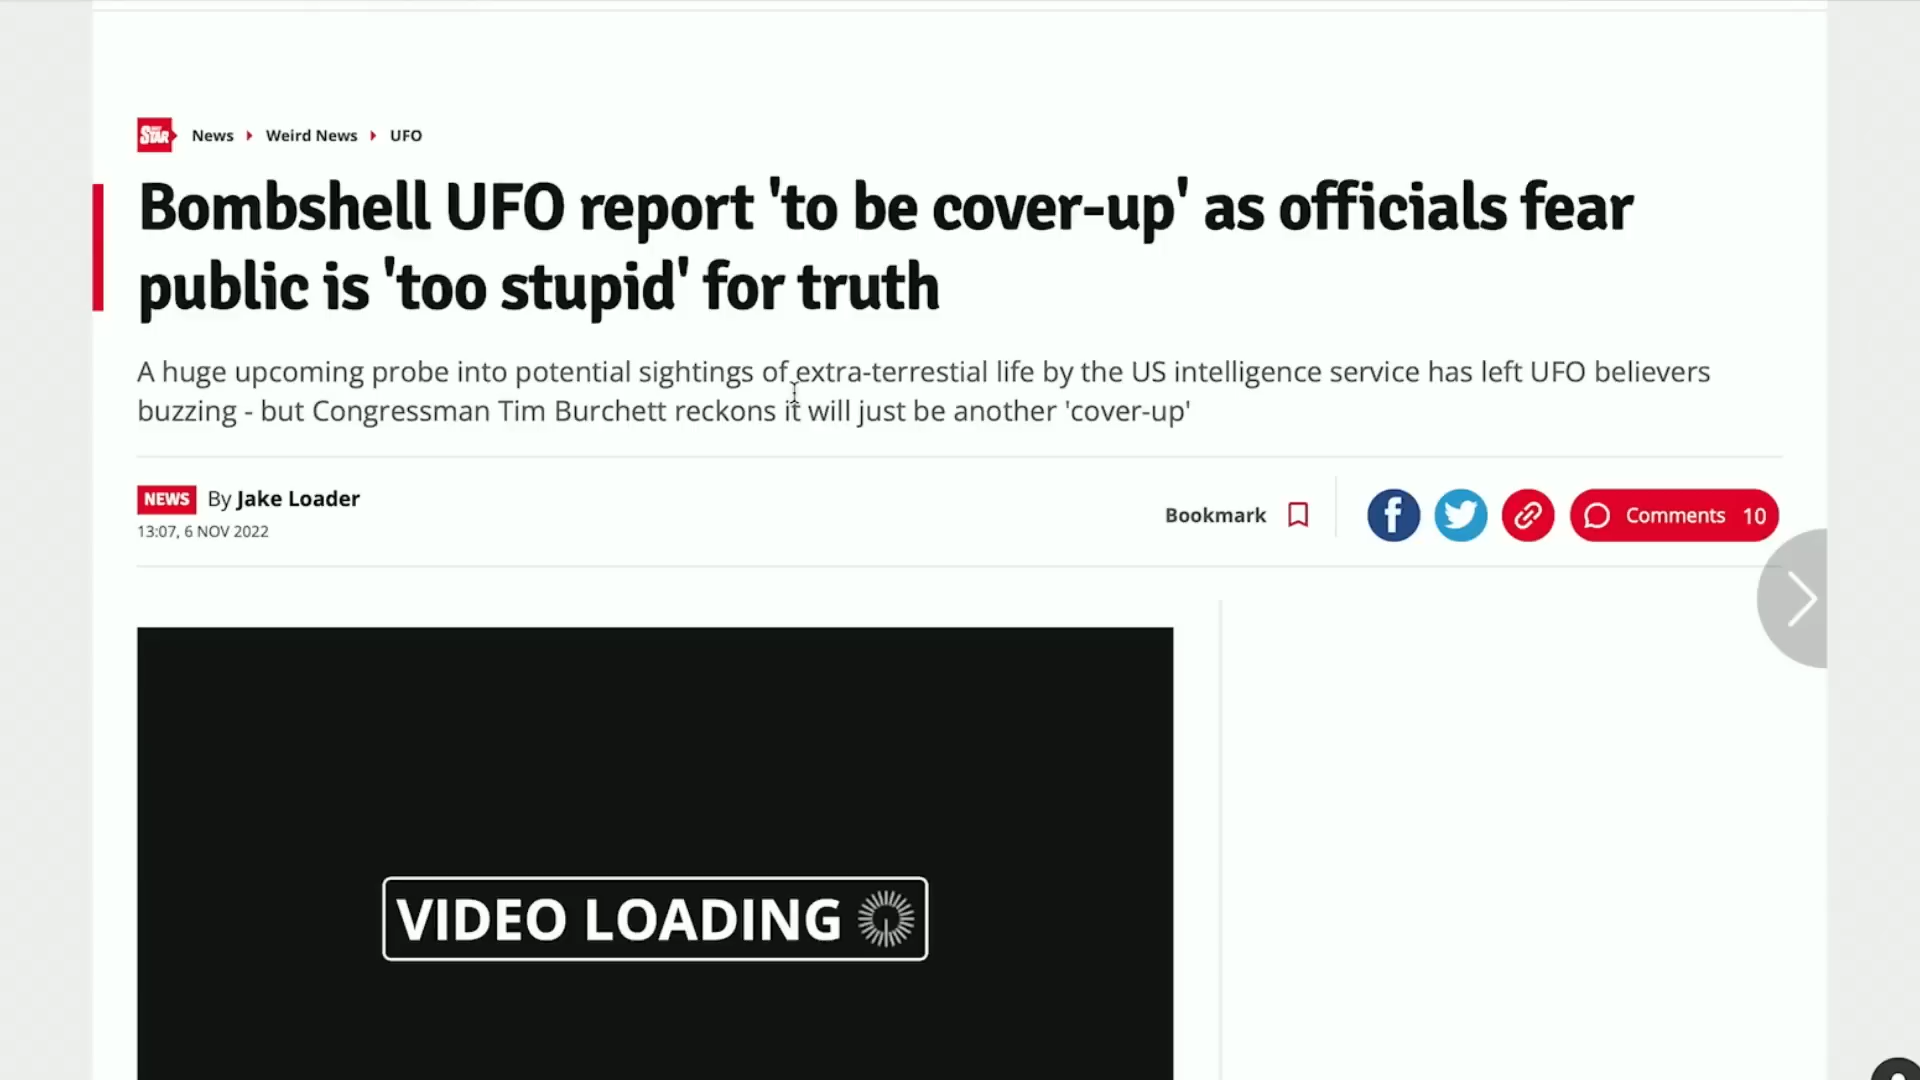 DAILY STAR News Weird News UFO
Bombshell UFO report 'to be cover-up' as officials fear
public is 'too stupid' for truth
A huge upcoming probe into potential sightings of extra-terrestial life by the US intelligence service has left UFO believers
buzzing - but Congressman Tim Burchett reckons it will just be another 'cover-up'
NEWS By Jake Loader
13:07, 6 NOV 2022
Bookmark
Comments 10
VIDEO LOADING